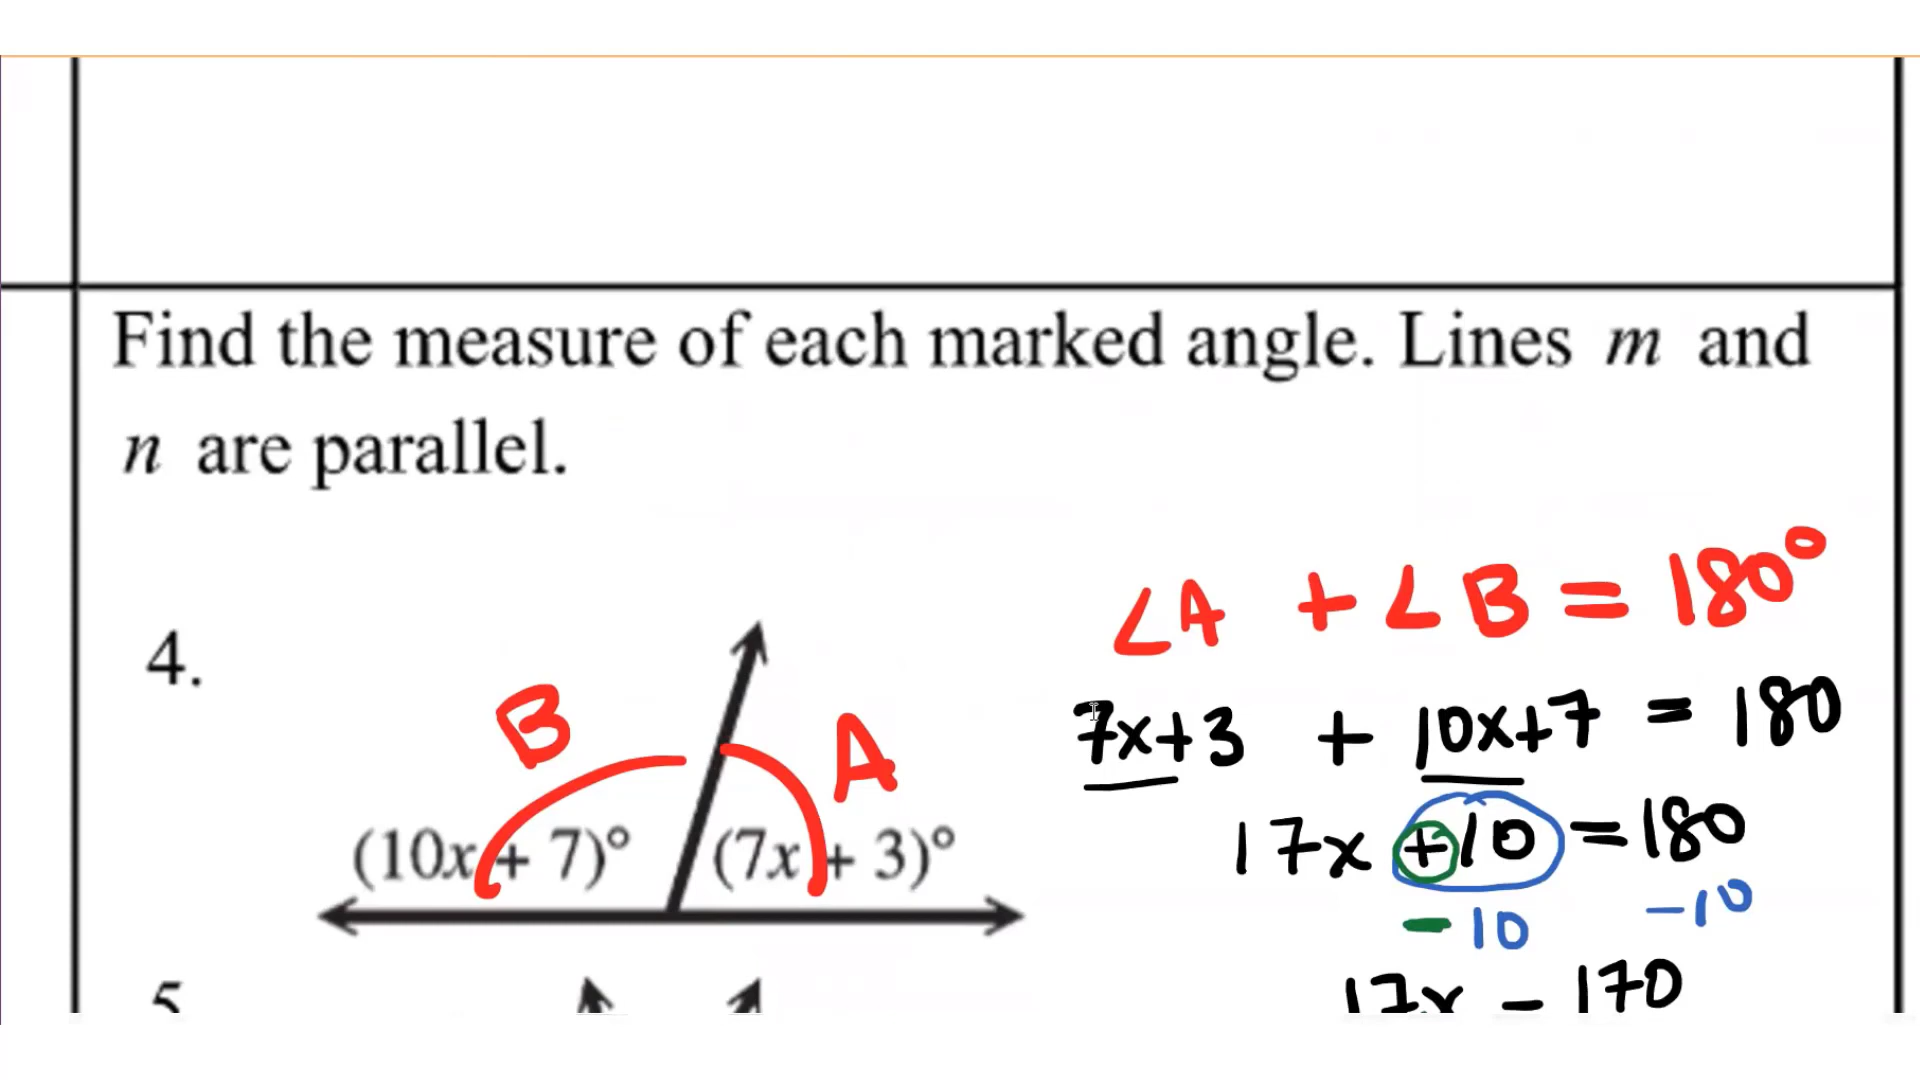 Find the measure of each marked angle. Lines m and
n are parallel.
∠A + ∠B = 180°
4.
B
A
7x+3 + 10x+7 = 180
(10x + 7)° (7x + 3)°
17x +10 = 180
-10 -10
5
17x = 170